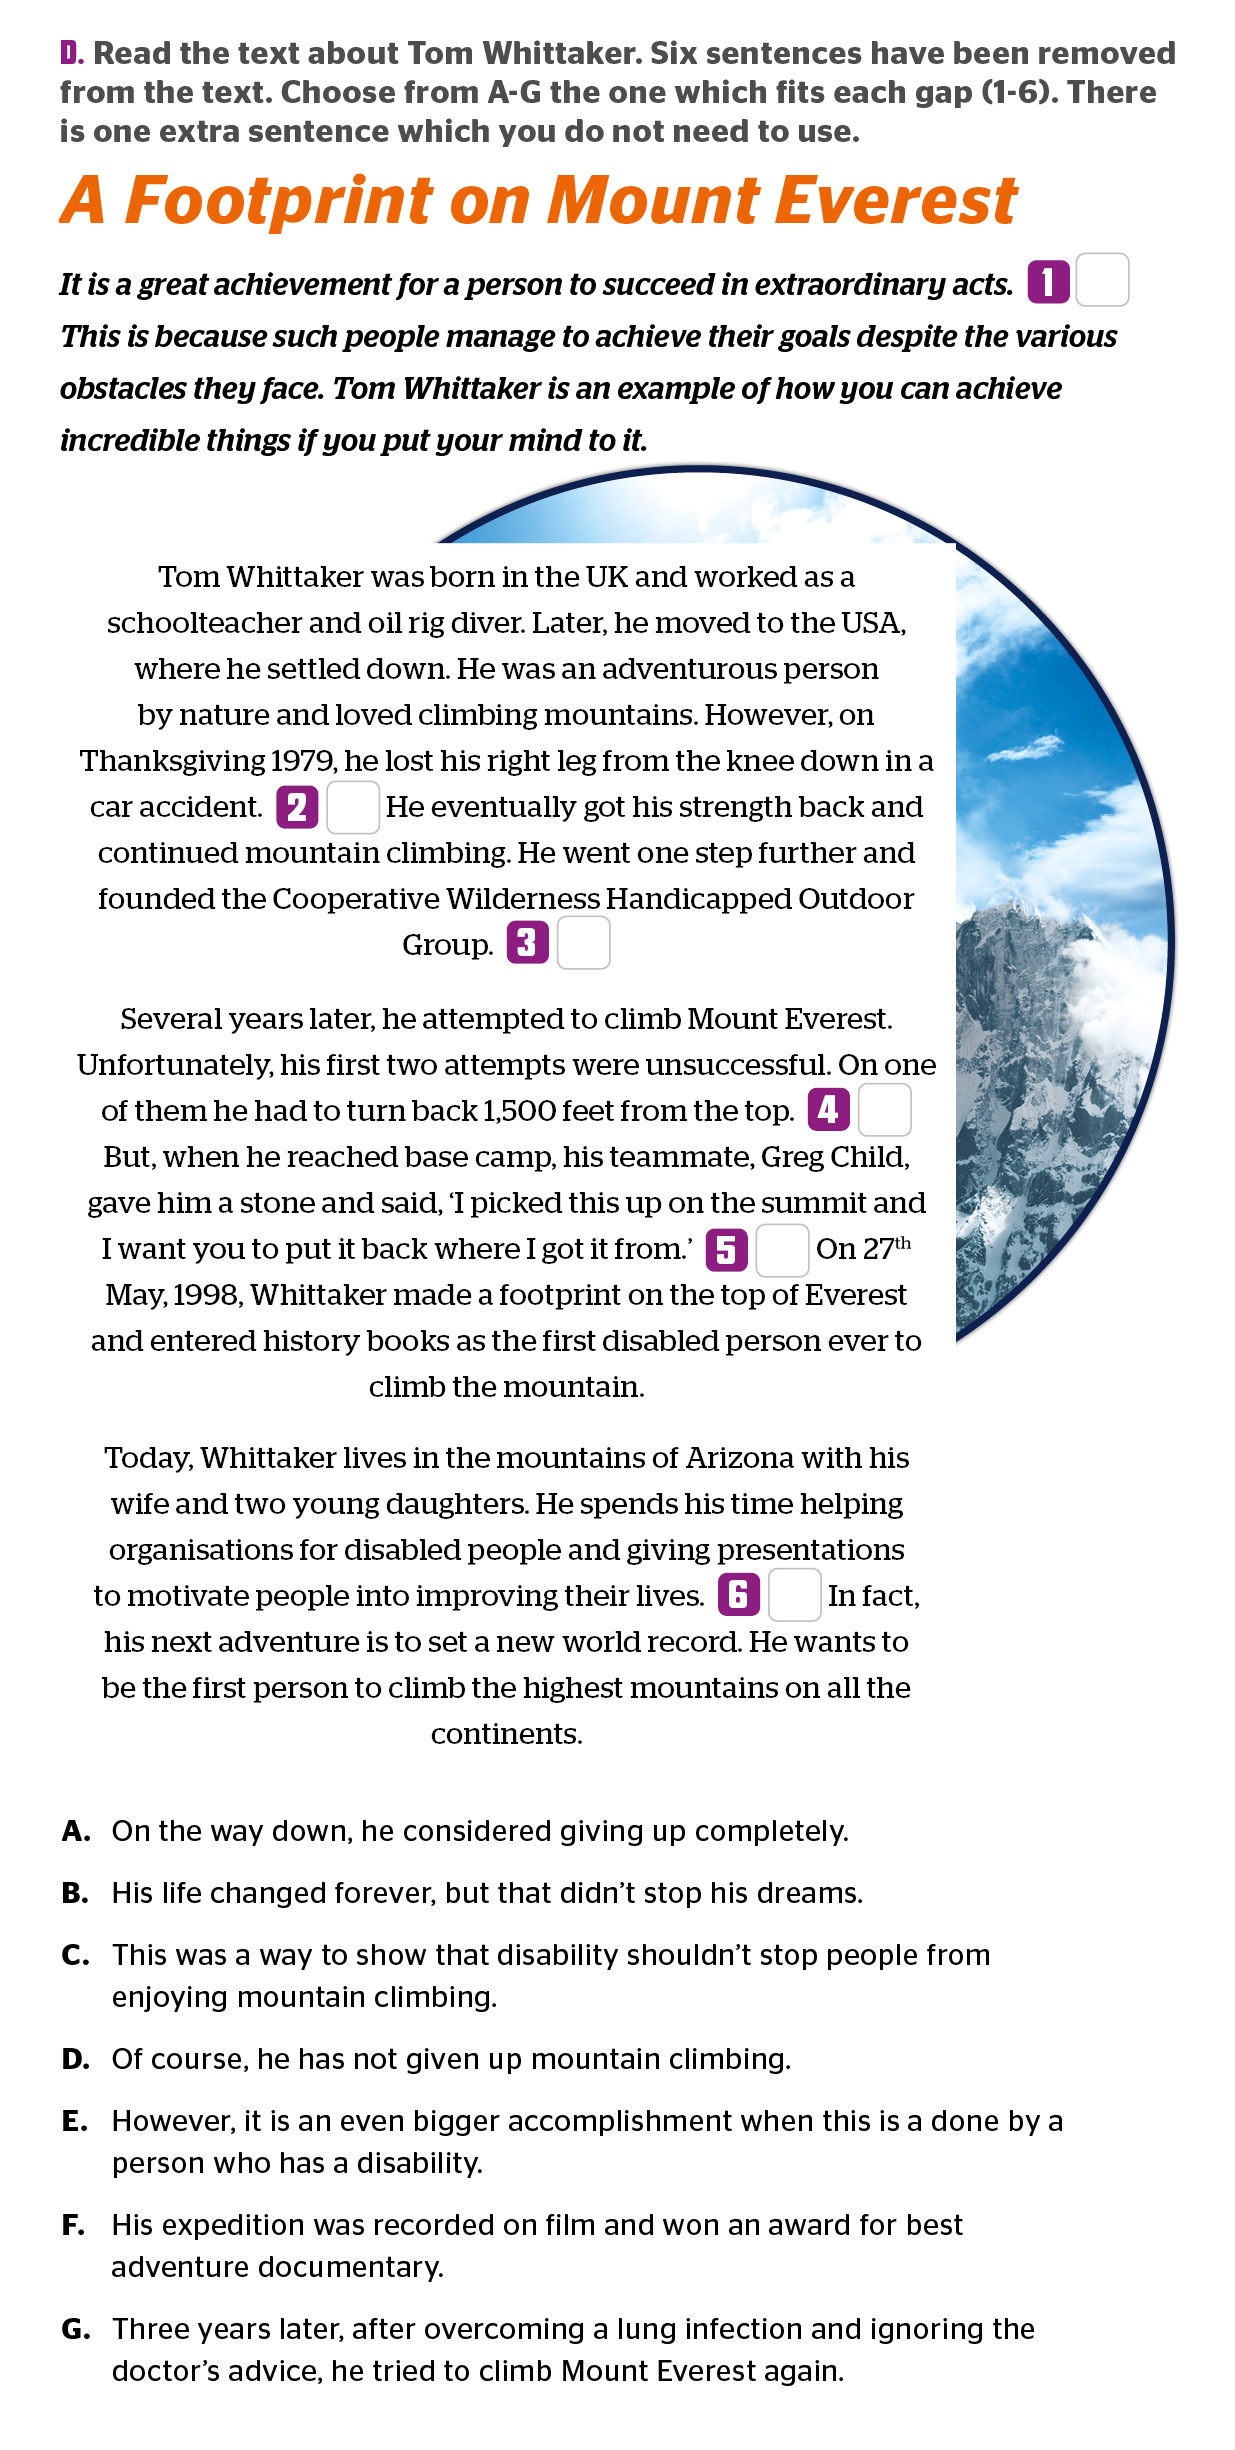 D. Read the text about Tom Whittaker. Six sentences have been removed
from the text. Choose from A-G the one which fits each gap (1-6). There
is one extra sentence which you do not need to use.
A Footprint on Mount Everest
It is a great achievement for a person to succeed in extraordinary acts. 1
This is because such people manage to achieve their goals despite the various
obstacles they face. Tom Whittaker is an example of how you can achieve
incredible things if you put your mind to it.
Tom Whittaker was born in the UK and worked as a
schoolteacher and oil rig diver. Later, he moved to the USA,
where he settled down. He was an adventurous person
by nature and loved climbing mountains. However, on
Thanksgiving 1979, he lost his right leg from the knee down in a
car accident. 2 He eventually got his strength back and
continued mountain climbing. He went one step further and
founded the Cooperative Wilderness Handicapped Outdoor
Group. 3
Several years later, he attempted to climb Mount Everest.
Unfortunately, his first two attempts were unsuccessful. On one
of them he had to turn back 1,500 feet from the top. 4
But, when he reached base camp, his teammate, Greg Child,
gave him a stone and said, ‘I picked this up on the summit and
I want you to put it back where I got it from.’ 5 On 27th
May, 1998, Whittaker made a footprint on the top of Everest
and entered history books as the first disabled person ever to
climb the mountain.
Today, Whittaker lives in the mountains of Arizona with his
wife and two young daughters. He spends his time helping
organisations for disabled people and giving presentations
to motivate people into improving their lives. 6 In fact,
his next adventure is to set a new world record. He wants to
be the first person to climb the highest mountains on all the
continents.
A. On the way down, he considered giving up completely.
B. His life changed forever, but that didn’t stop his dreams.
C. This was a way to show that disability shouldn’t stop people from
enjoying mountain climbing.
D. Of course, he has not given up mountain climbing.
E. However, it is an even bigger accomplishment when this is a done by a
person who has a disability.
F. His expedition was recorded on film and won an award for best
adventure documentary.
G. Three years later, after overcoming a lung infection and ignoring the
doctor’s advice, he tried to climb Mount Everest again.